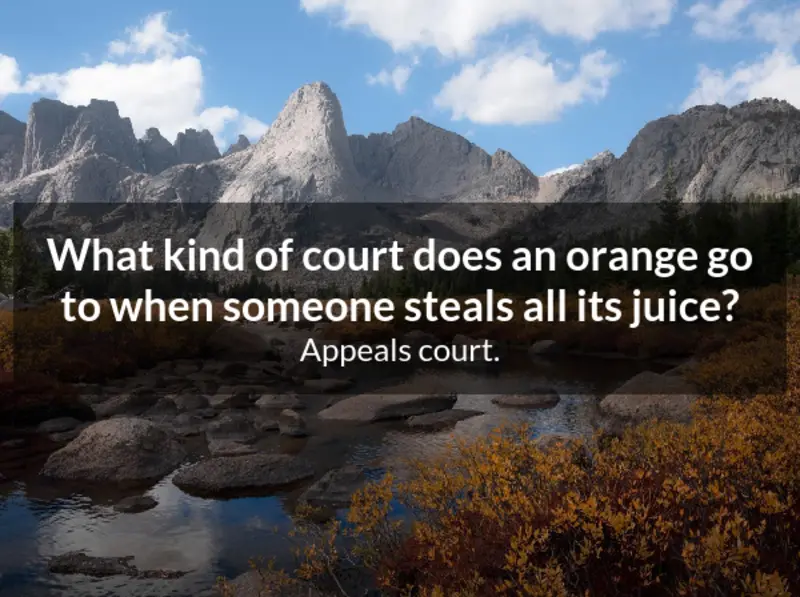 What kind of court does an orange go
to when someone steals all its juice?
Appeals court.